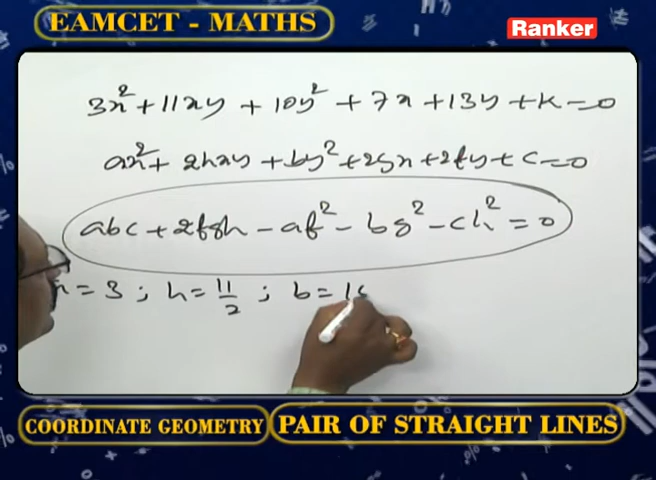 EAMCET - MATHS
Ranker
3x² + 11xy + 10y² + 7x + 13y + k = 0
ax² + 2hxy + by² + 2gx + 2fy + c = 0
abc + 2fgh - af² - bg² - ch² = 0
= 3 ; h = 11/2 ; b = 1
COORDINATE GEOMETRY
PAIR OF STRAIGHT LINES